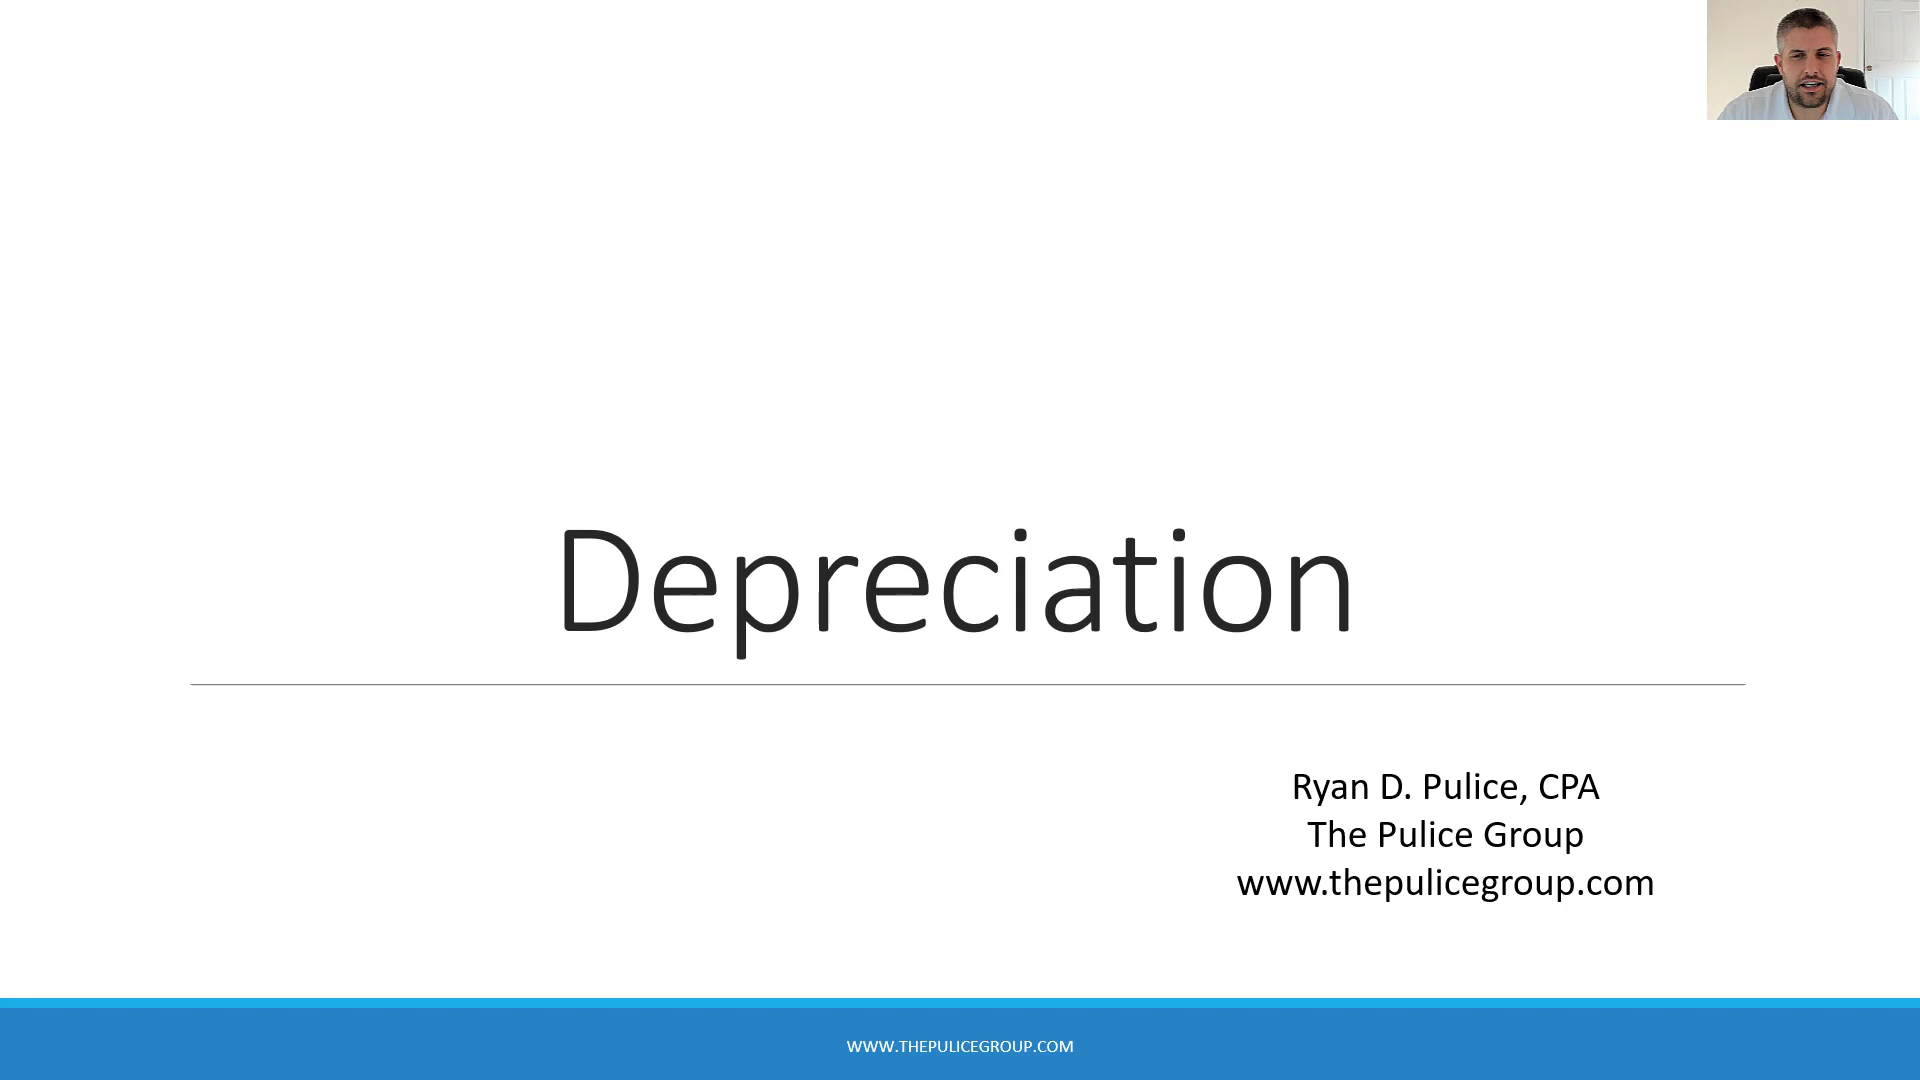 Depreciation
Ryan D. Pulice, CPA
The Pulice Group
www.thepulicegroup.com
WWW.THEPULICEGROUP.COM